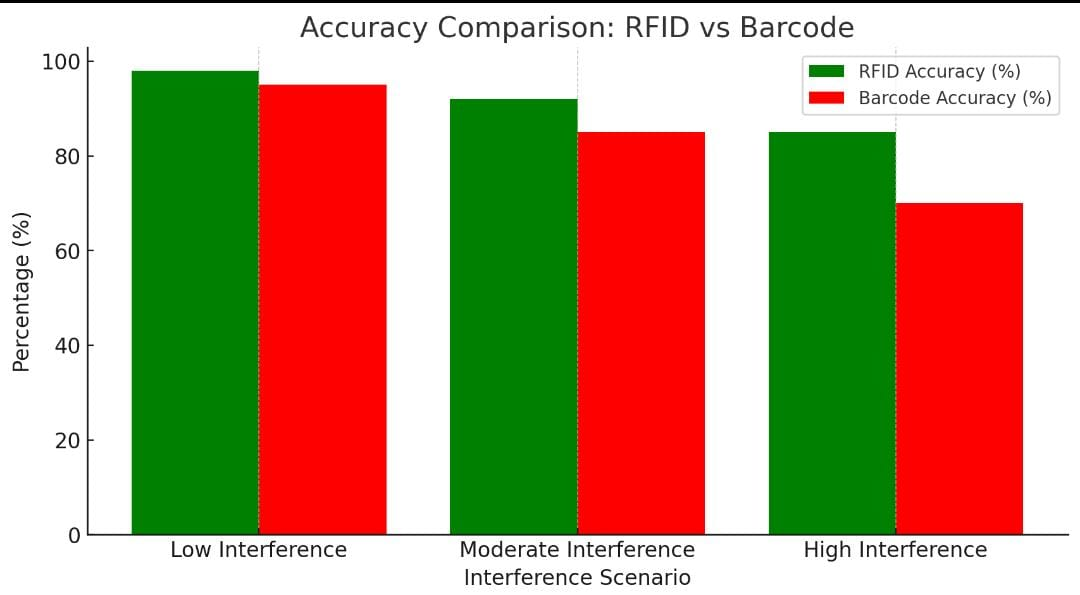 Accuracy Comparison: RFID vs Barcode
RFID Accuracy (%)
Barcode Accuracy (%)
Percentage (%)
100
80
60
40
20
0
Low Interference
Moderate Interference
High Interference
Interference Scenario